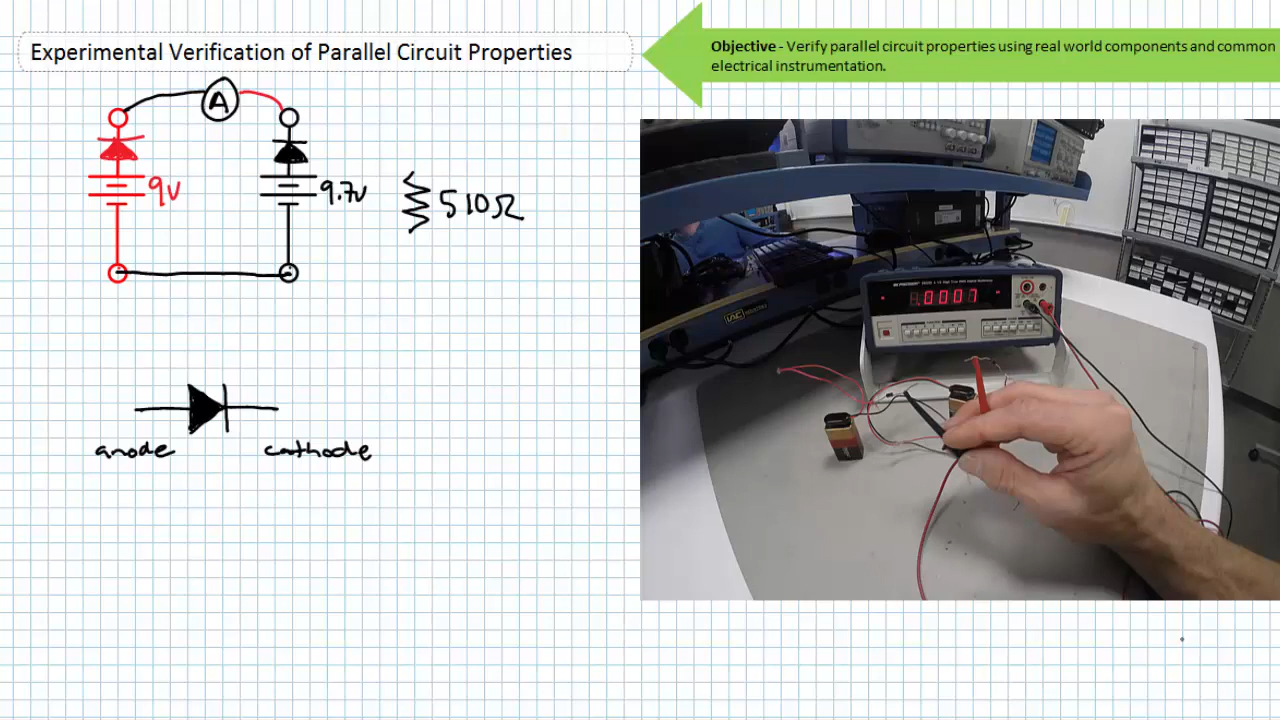 Experimental Verification of Parallel Circuit Properties
Objective - Verify parallel circuit properties using real world components and common
electrical instrumentation.
A
9V
9.7V
510Ω
.0007
anode
cathode